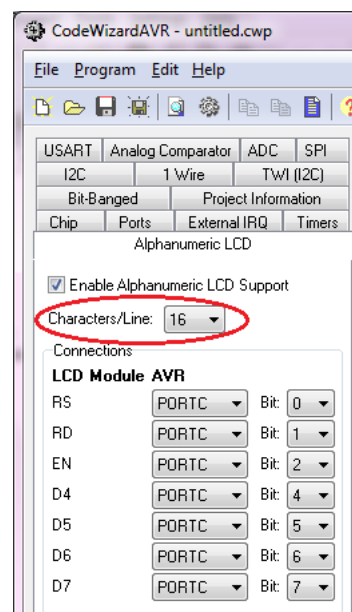 CodeWizardAVR - untitled.cwp
File Program Edit Help
USART Analog Comparator ADC SPI
I2C 1 Wire TWI (I2C)
Bit-Banged Project Information
Chip Ports External IRQ Timers
Alphanumeric LCD
Enable Alphanumeric LCD Support
Characters/Line: 16
Connections
LCD Module AVR
RS PORTC Bit: 0
RD PORTC Bit: 1
EN PORTC Bit: 2
D4 PORTC Bit: 4
D5 PORTC Bit: 5
D6 PORTC Bit: 6
D7 PORTC Bit: 7